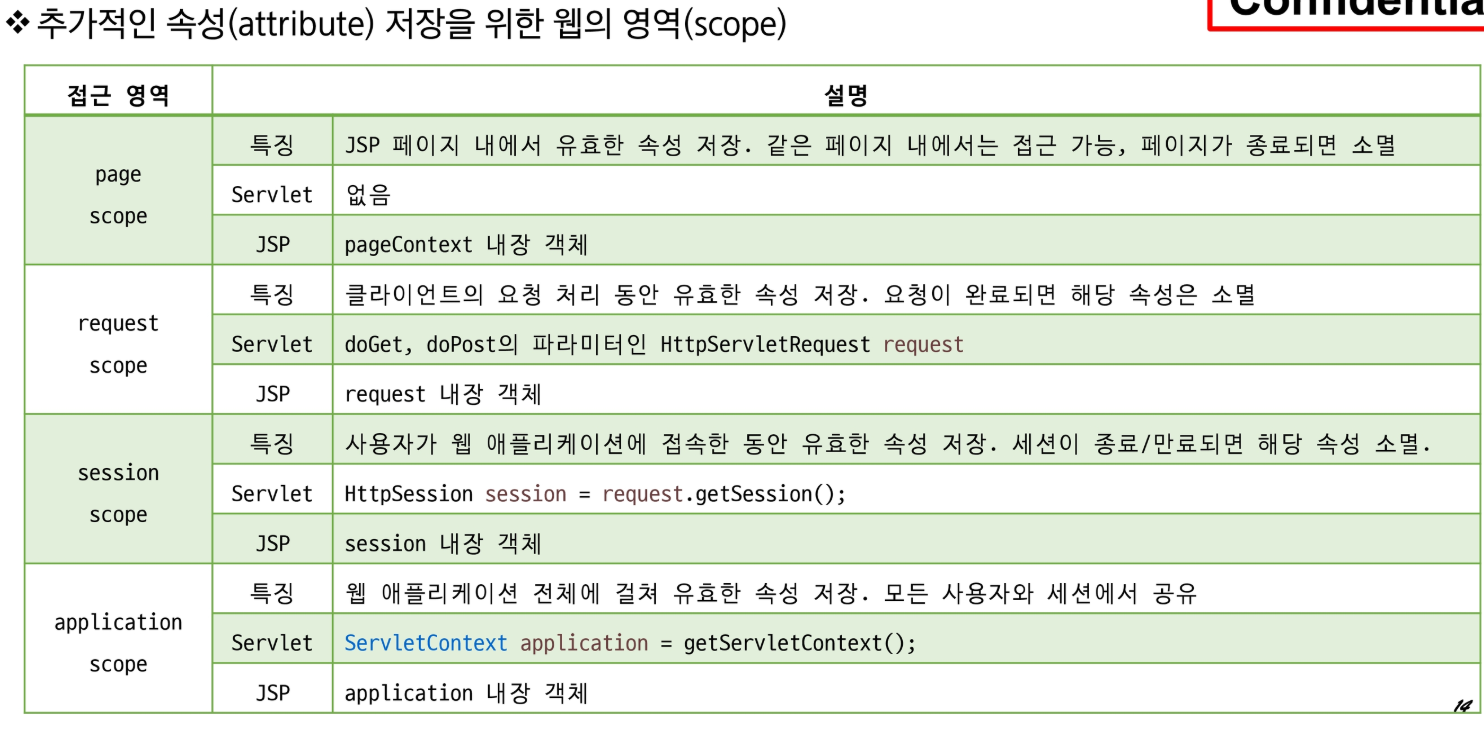 Confidentia
❖ 추가적인 속성(attribute) 저장을 위한 웹의 영역(scope)
접근 영역 설명
page scope
특징 JSP 페이지 내에서 유효한 속성 저장. 같은 페이지 내에서는 접근 가능, 페이지가 종료되면 소멸
Servlet 없음
JSP pageContext 내장 객체
request scope
특징 클라이언트의 요청 처리 동안 유효한 속성 저장. 요청이 완료되면 해당 속성은 소멸
Servlet doGet, doPost의 파라미터인 HttpServletRequest request
JSP request 내장 객체
session scope
특징 사용자가 웹 애플리케이션에 접속한 동안 유효한 속성 저장. 세션이 종료/만료되면 해당 속성 소멸.
Servlet HttpSession session = request.getSession();
JSP session 내장 객체
application scope
특징 웹 애플리케이션 전체에 걸쳐 유효한 속성 저장. 모든 사용자와 세션에서 공유
Servlet ServletContext application = getServletContext();
JSP application 내장 객체
14